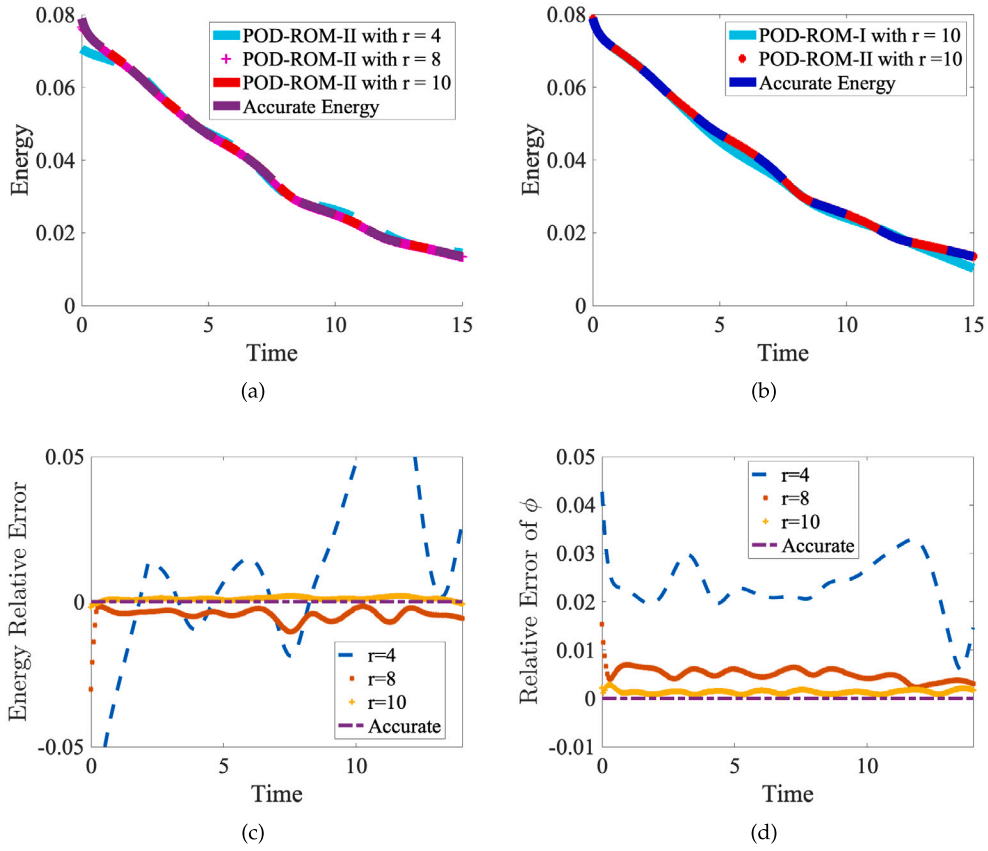 0.08
0.06
0.04
0.02
0
Energy
POD-ROM-II with r = 4
POD-ROM-II with r = 8
POD-ROM-II with r = 10
Accurate Energy
0
5
10
15
Time
(a)
0.08
0.06
0.04
0.02
0
Energy
POD-ROM-I with r = 10
POD-ROM-II with r =10
Accurate Energy
0
5
10
15
Time
(b)
0.05
0
-0.05
Energy Relative Error
r=4
r=8
r=10
Accurate
0
5
10
Time
(c)
0.05
0.04
0.03
0.02
0.01
0
-0.01
Relative Error of ϕ
r=4
r=8
r=10
Accurate
0
5
10
Time
(d)